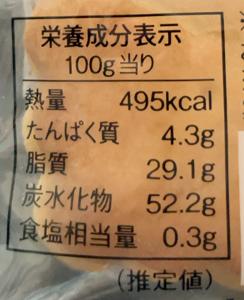 栄養成分表示
100g当り
熱量 495kcal
たんぱく質 4.3g
脂質 29.1g
炭水化物 52.2g
食塩相当量 0.3g
(推定値)